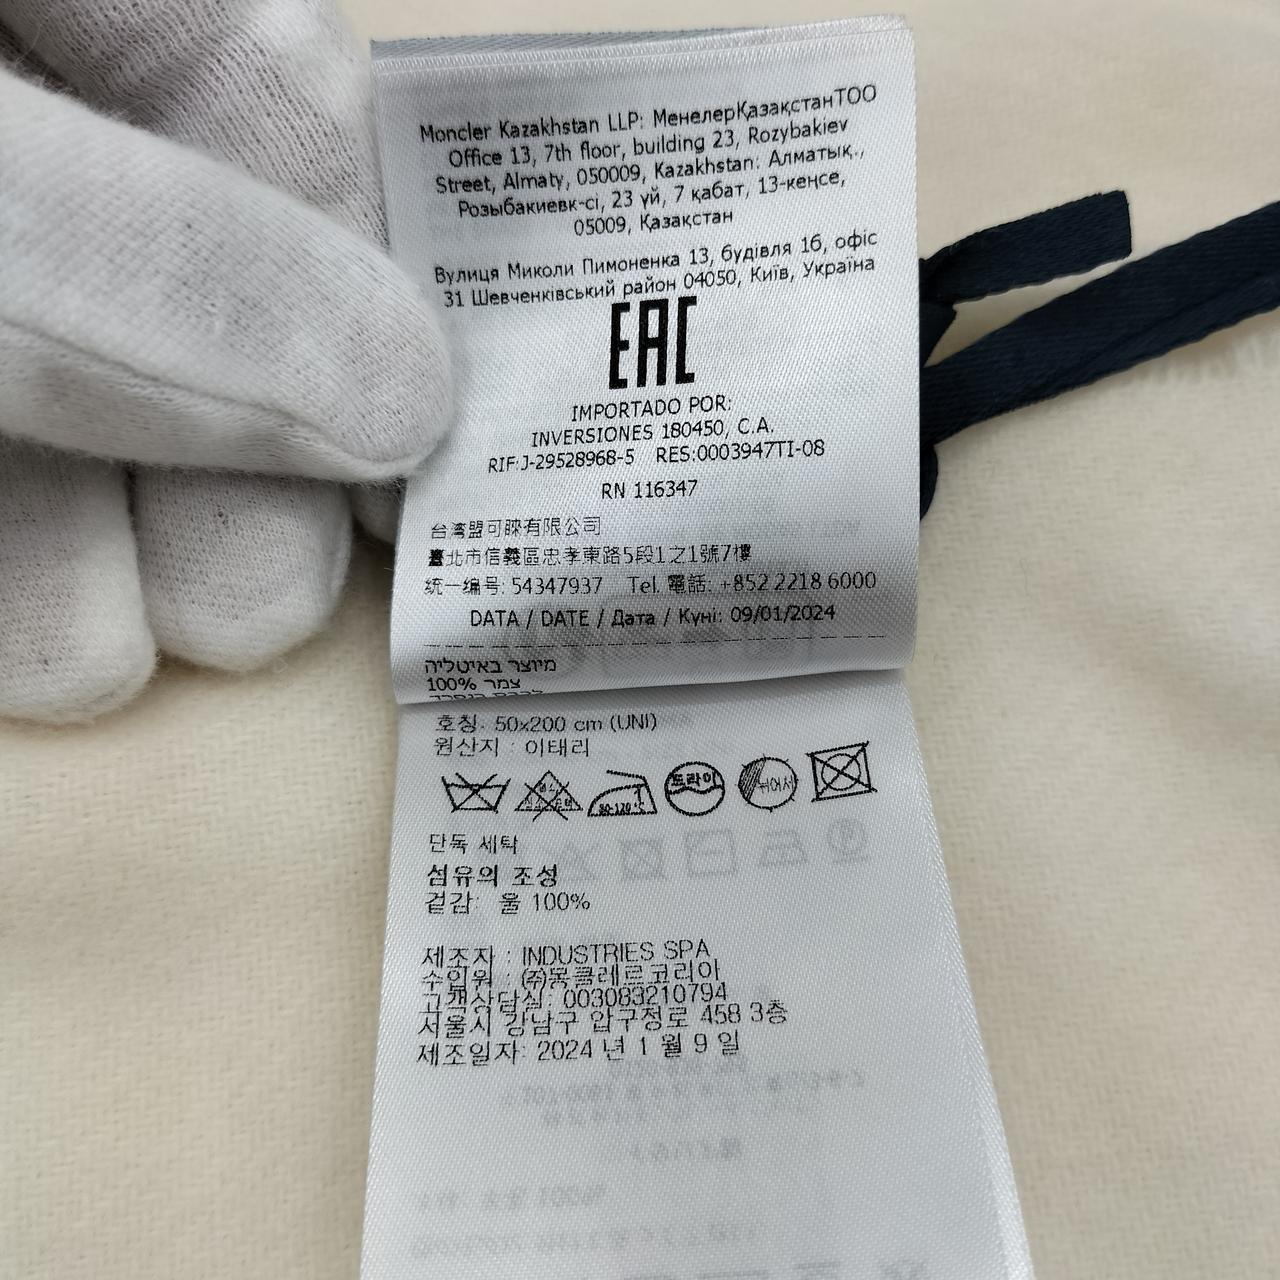 Moncler Kazakhstan LLP: МенелерҚазақстанТОО
Office 13, 7th floor, building 23, Rozybakiev
Street, Almaty, 050009, Kazakhstan: Алматық.,
Розыбакиевк-сі, 23 үй, 7 қабат, 13-кеңсе,
05009, Қазақстан
Вулиця Миколи Пимоненка 13, будівля 1б, офіс
31 Шевченківський район 04050, Київ, Україна
EAC
IMPORTADO POR:
INVERSIONES 180450, C.A.
RIF:J-29528968-5 RES:0003947TI-08
RN 116347
台湾盟可睞有限公司
臺北市信義區忠孝東路5段1之1號7樓
统一编号: 54347937 Tel. 電話: +852 2218 6000
DATA / DATE / Дата / Күні: 09/01/2024
מיוצר באיטליה
100% צמר
호칭: 50x200 cm (UNI)
원산지 : 이태리
드라이
80-120℃
단독 세탁
섬유의 조성
겉감: 울 100%
제조자 : INDUSTRIES SPA
수입원 : ㈜몽클레르코리아
고객상담실: 003083210794
서울시 강남구 압구정로 458 3층
제조일자: 2024 년 1 월 9 일